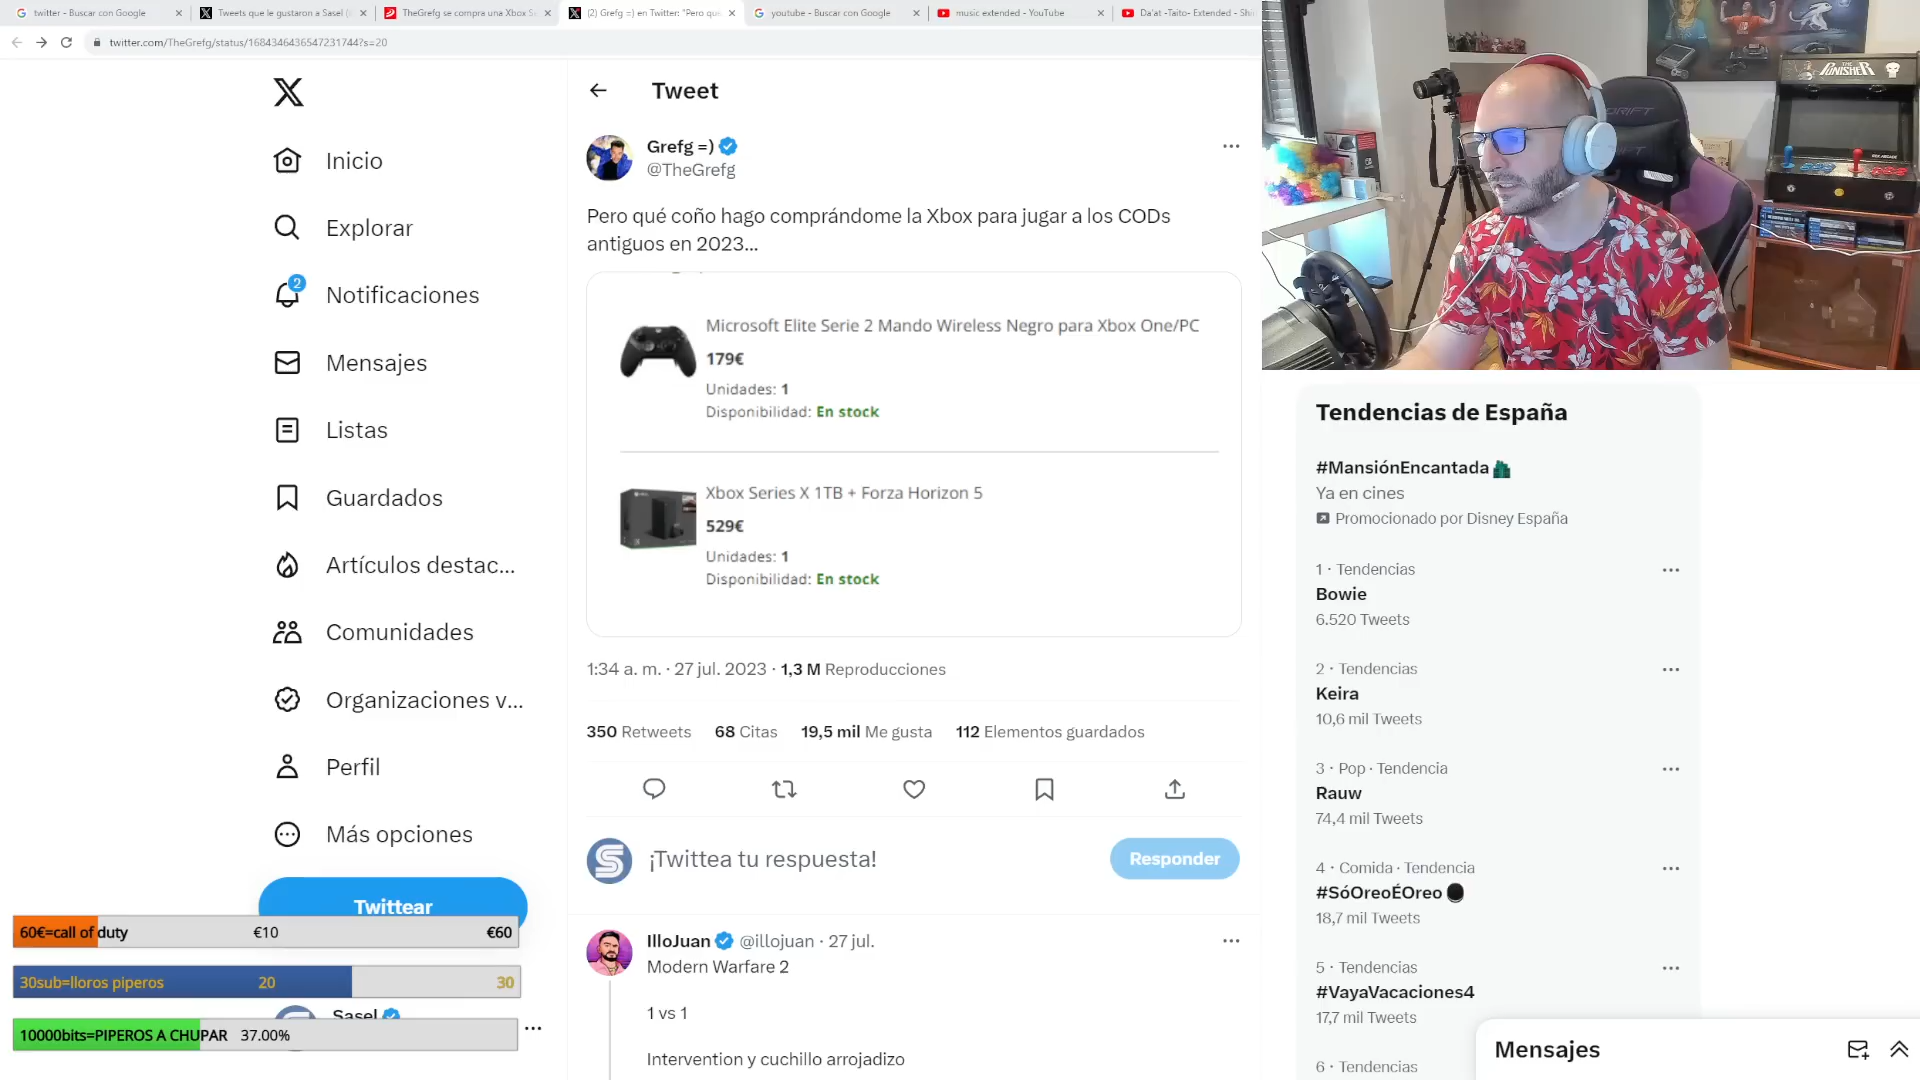 twitter - Buscar con Google
Tweets que le gustaron a Sasel (
TheGrefg se compra una Xbox S
(2) Grefg =) en Twitter: "Pero qu
youtube - Buscar con Google
music extended - YouTube
Da'at -Taito- Extended - Shi
twitter.com/TheGrefg/status/1684346436547231744?s=20
Inicio
Explorar
2
Notificaciones
Mensajes
Listas
Guardados
Artículos destac...
Comunidades
Organizaciones v...
Perfil
Más opciones
Twittear
60€=call of duty €10 €60
30sub=lloros piperos 20 30
Sasel
10000bits=PIPEROS A CHUPAR 37.00%
Tweet
Grefg =)
@TheGrefg
Pero qué coño hago comprándome la Xbox para jugar a los CODs
antiguos en 2023...
Microsoft Elite Serie 2 Mando Wireless Negro para Xbox One/PC
179€
Unidades: 1
Disponibilidad: En stock
Xbox Series X 1TB + Forza Horizon 5
529€
Unidades: 1
Disponibilidad: En stock
1:34 a. m. · 27 jul. 2023 · 1,3 M Reproducciones
350 Retweets 68 Citas 19,5 mil Me gusta 112 Elementos guardados
¡Twittea tu respuesta!
Responder
IlloJuan @illojuan · 27 jul.
Modern Warfare 2
1 vs 1
Intervention y cuchillo arrojadizo
THE PUNISHER
DRIFT
Tendencias de España
#MansiónEncantada
Ya en cines
Promocionado por Disney España
1 · Tendencias
Bowie
6.520 Tweets
2 · Tendencias
Keira
10,6 mil Tweets
3 · Pop · Tendencia
Rauw
74,4 mil Tweets
4 · Comida · Tendencia
#SóOreoÉOreo
18,7 mil Tweets
5 · Tendencias
#VayaVacaciones4
17,7 mil Tweets
6 · Tendencias
Mensajes